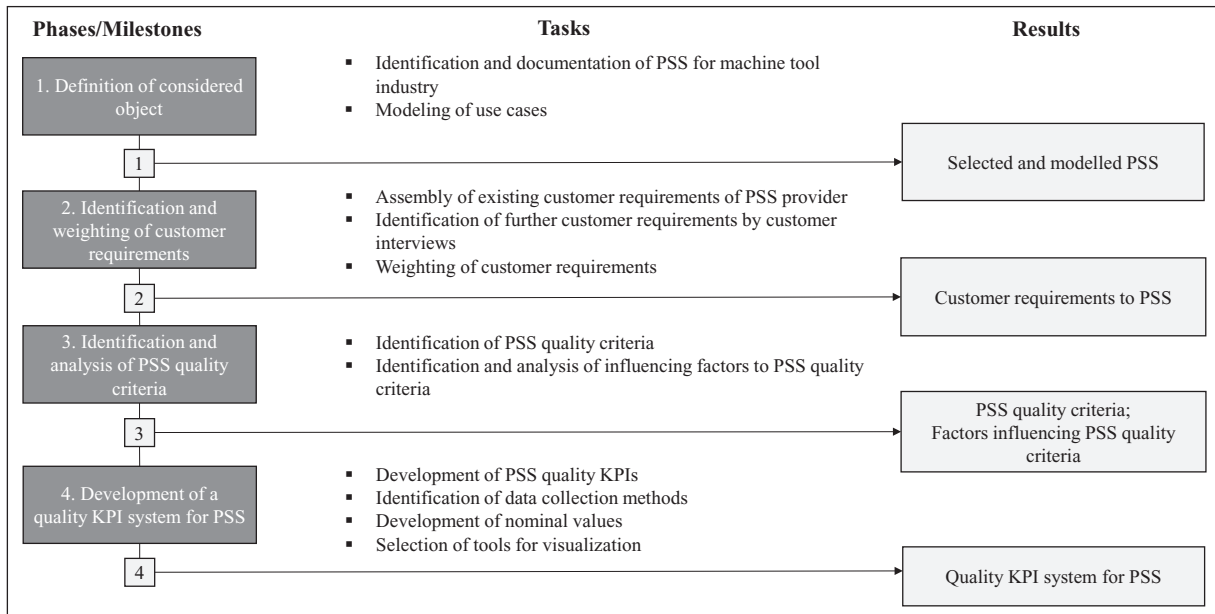 Phases/Milestones
Tasks
Results
1. Definition of considered
object
▪ Identification and documentation of PSS for machine tool
industry
▪ Modeling of use cases
1
Selected and modelled PSS
2. Identification and
weighting of customer
requirements
▪ Assembly of existing customer requirements of PSS provider
▪ Identification of further customer requirements by customer
interviews
▪ Weighting of customer requirements
2
Customer requirements to PSS
3. Identification and
analysis of PSS quality
criteria
▪ Identification of PSS quality criteria
▪ Identification and analysis of influencing factors to PSS quality
criteria
3
PSS quality criteria;
Factors influencing PSS quality
criteria
4. Development of a
quality KPI system for PSS
▪ Development of PSS quality KPIs
▪ Identification of data collection methods
▪ Development of nominal values
▪ Selection of tools for visualization
4
Quality KPI system for PSS